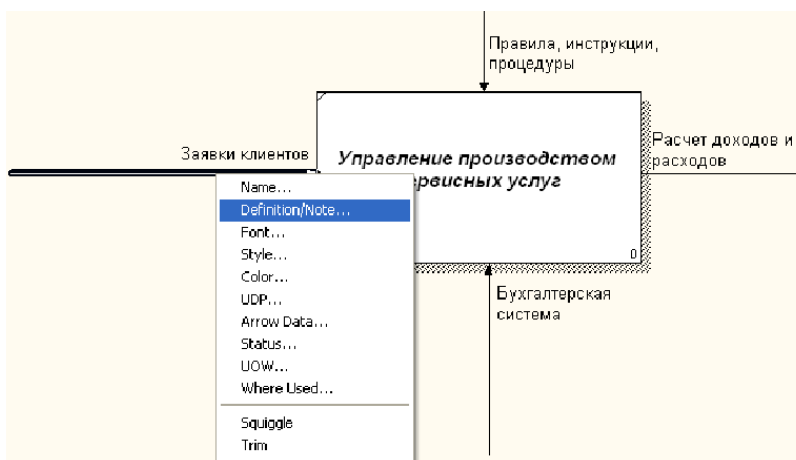 Правила, инструкции,
процедуры
Заявки клиентов
Управление производством
сервисных услуг
Расчет доходов и
расходов
0
Бухгалтерская
система
Name...
Definition/Note...
Font...
Style...
Color...
UDP...
Arrow Data...
Status...
UOW...
Where Used...
Squiggle
Trim